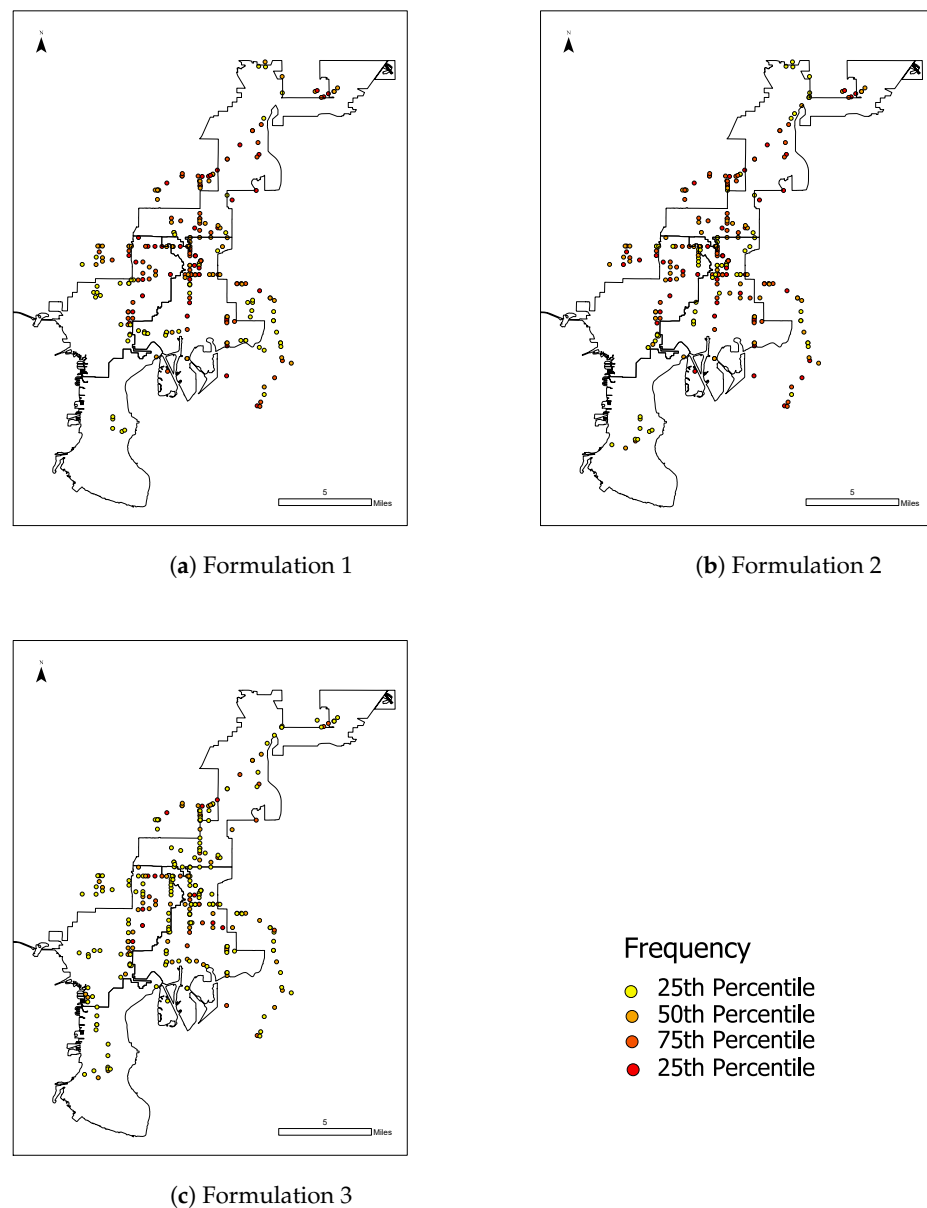 N
N
5
Miles
5
Miles
(a) Formulation 1
(b) Formulation 2
N
Frequency
25th Percentile
50th Percentile
75th Percentile
25th Percentile
5
Miles
(c) Formulation 3